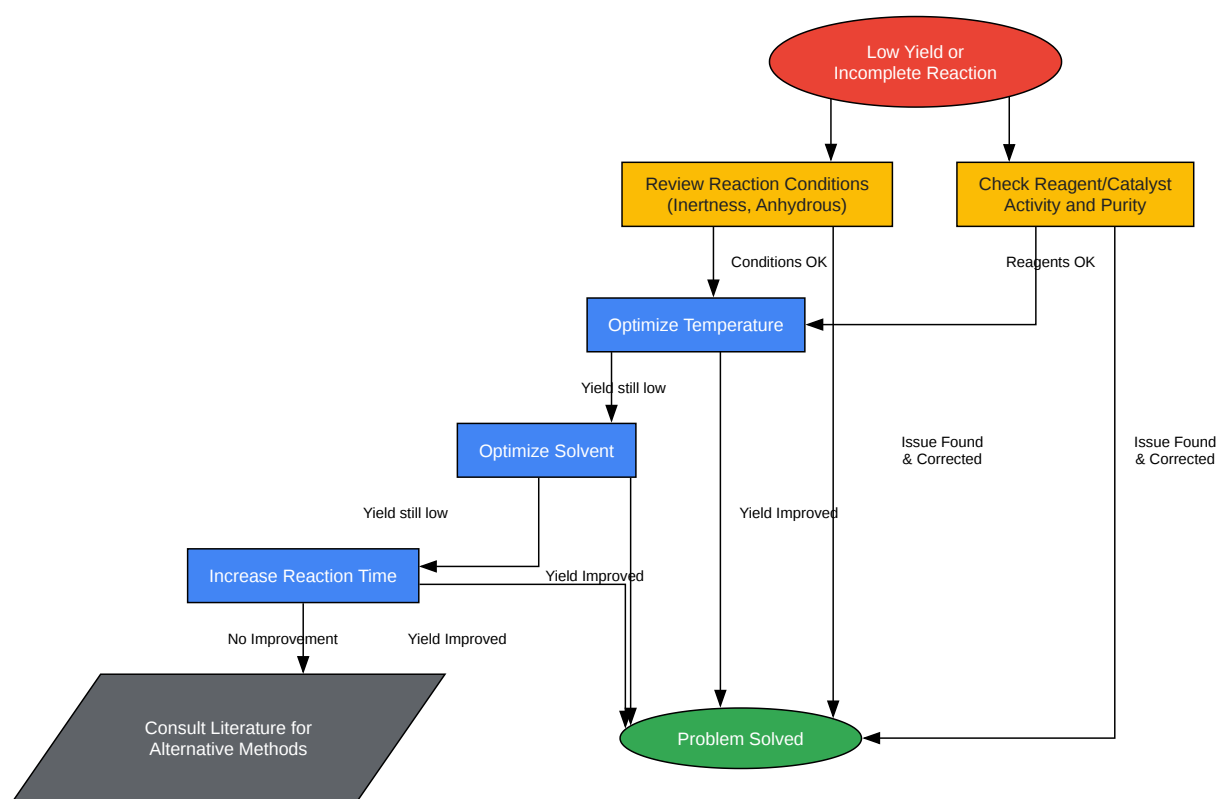 Low Yield or
Incomplete Reaction
Review Reaction Conditions
(Inertness, Anhydrous)
Check Reagent/Catalyst
Activity and Purity
Conditions OK
Reagents OK
Optimize Temperature
Yield still low
Issue Found
& Corrected
Issue Found
& Corrected
Optimize Solvent
Yield still low
Yield Improved
Increase Reaction Time
Yield Improved
No Improvement
Yield Improved
Consult Literature for
Alternative Methods
Problem Solved